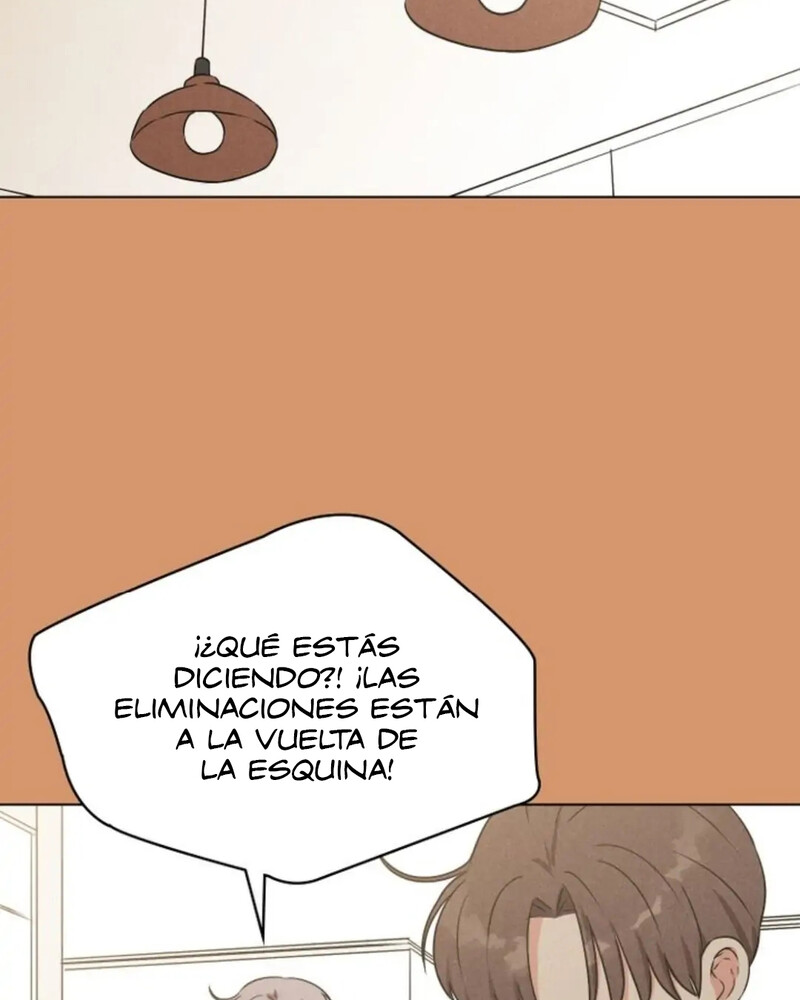 ¡¿QUÉ ESTÁS
DICIENDO?! ¡LAS
ELIMINACIONES ESTÁN
A LA VUELTA DE
LA ESQUINA!